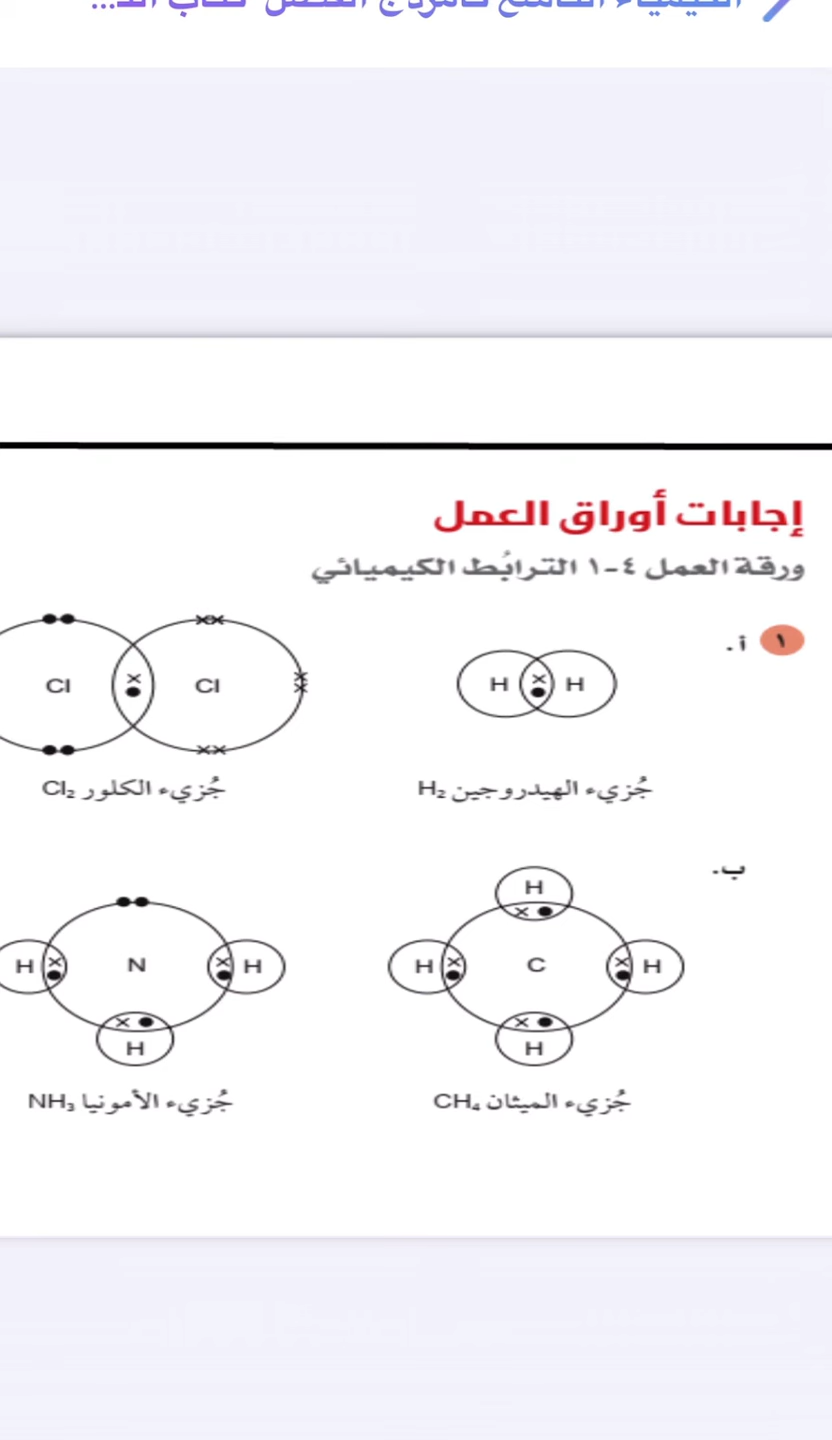 إجابات أوراق العمل
ورقة العمل ٤-١ الترابُط الكيميائي
١ أ.
H H
Cl Cl
جُزيء الهيدروجين H₂
جُزيء الكلور Cl₂
ب.
H
H C H
H
H N H
H
جُزيء الميثان CH₄
جُزيء الأمونيا NH₃